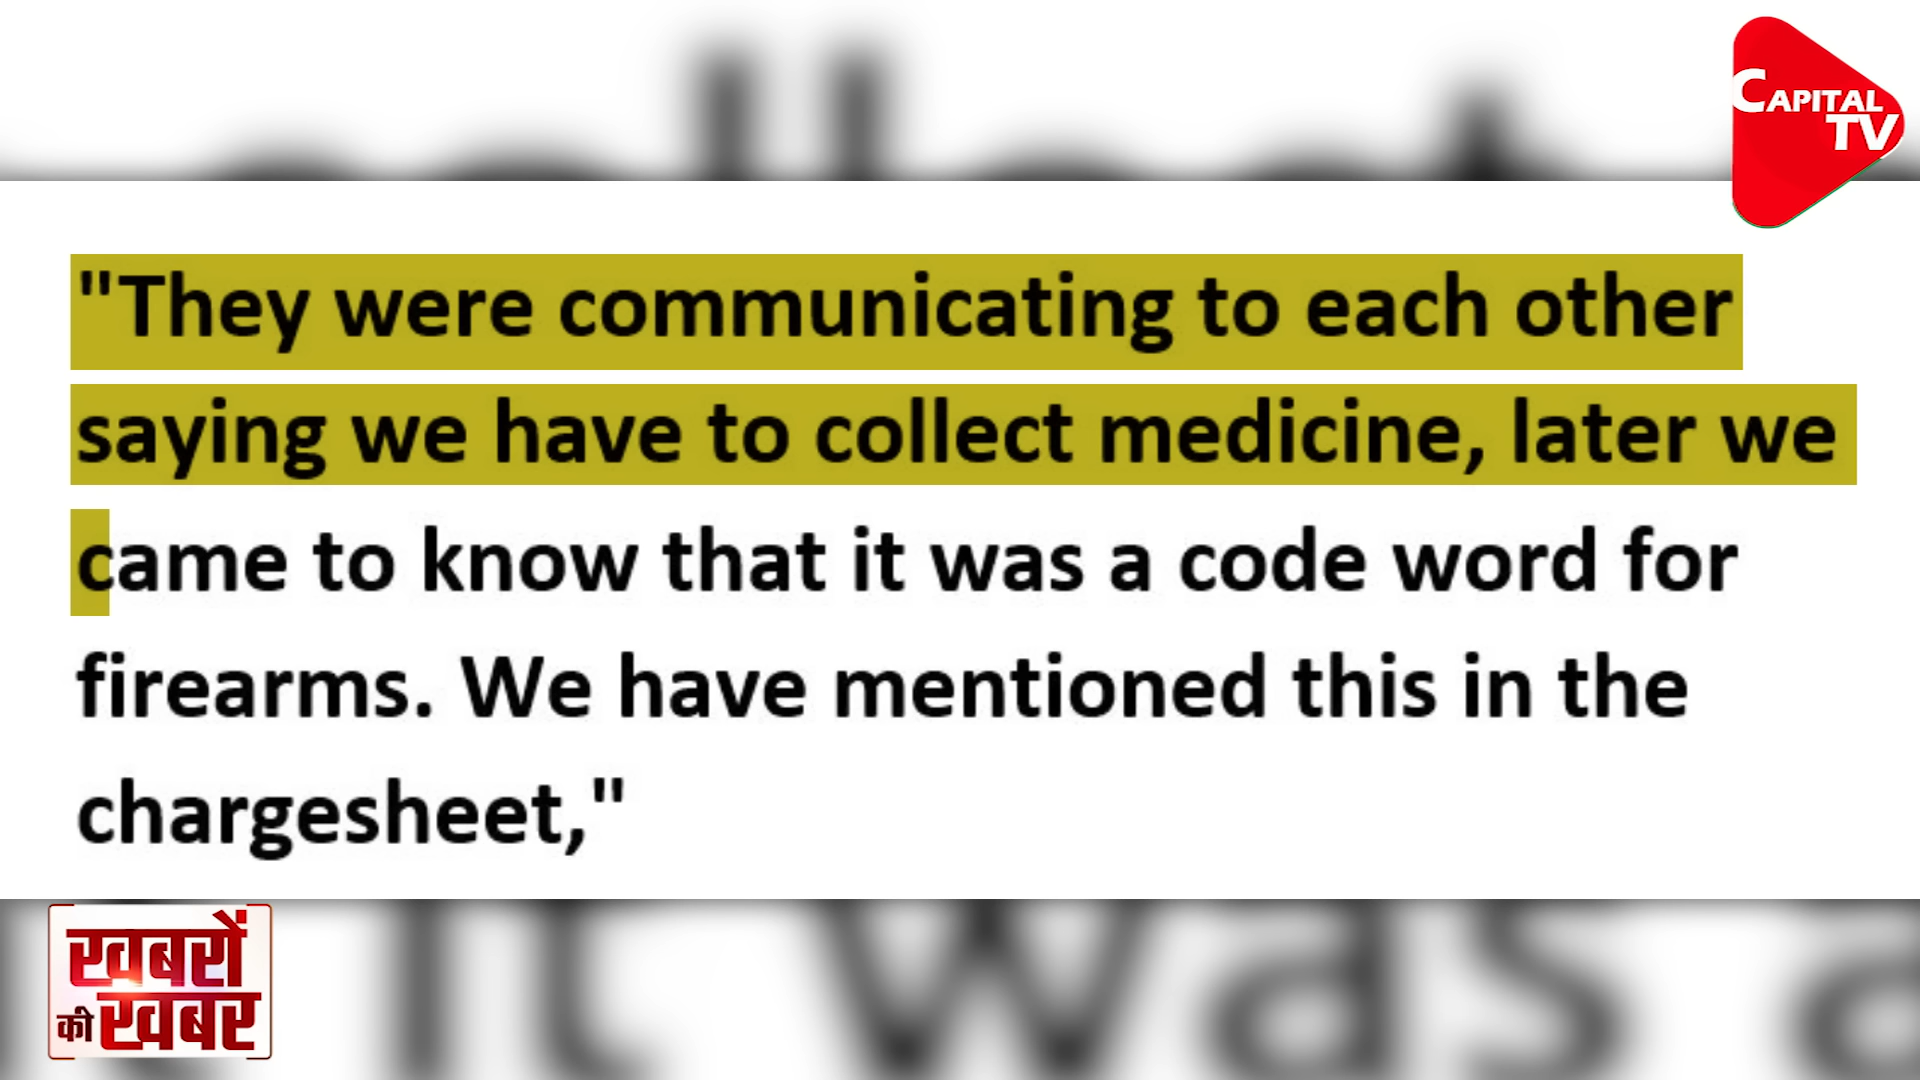 CAPITAL
TV
"They were communicating to each other
saying we have to collect medicine, later we
came to know that it was a code word for
firearms. We have mentioned this in the
chargesheet,"
खबरों
की खबर